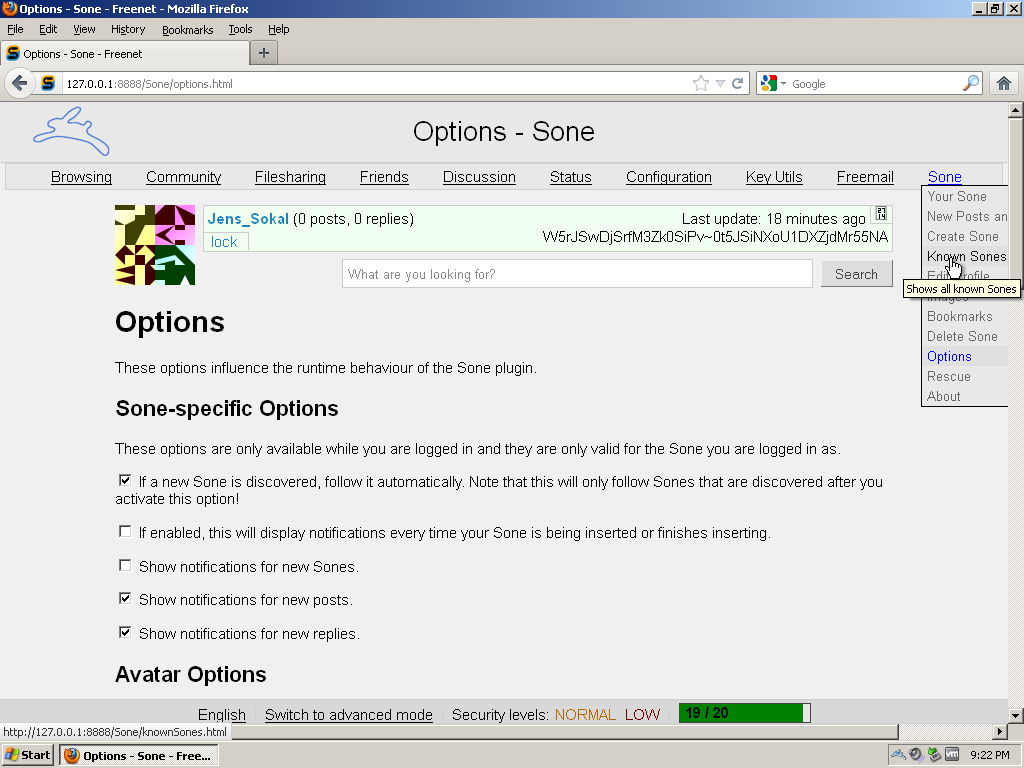 Options - Sone - Freenet - Mozilla Firefox
File Edit View History Bookmarks Tools Help
Options - Sone - Freenet
127.0.0.1:8888/Sone/options.html
Google
Options - Sone
Browsing Community Filesharing Friends Discussion Status Configuration Key Utils Freemail Sone
Your Sone
New Posts an
Create Sone
Known Sones
Edit Profile
Shows all known Sones
Images
Bookmarks
Delete Sone
Options
Rescue
About
Jens_Sokal (0 posts, 0 replies) Last update: 18 minutes ago
lock W5rJSwDjSrfM3Zk0SiPv~0t5JSiNXoU1DXZjdMr55NA
What are you looking for? Search
Options
These options influence the runtime behaviour of the Sone plugin.
Sone-specific Options
These options are only available while you are logged in and they are only valid for the Sone you are logged in as.
If a new Sone is discovered, follow it automatically. Note that this will only follow Sones that are discovered after you
activate this option!
If enabled, this will display notifications every time your Sone is being inserted or finishes inserting.
Show notifications for new Sones.
Show notifications for new posts.
Show notifications for new replies.
Avatar Options
English Switch to advanced mode Security levels: NORMAL LOW 19 / 20
http://127.0.0.1:8888/Sone/knownSones.html
Start Options - Sone - Free... 9:22 PM